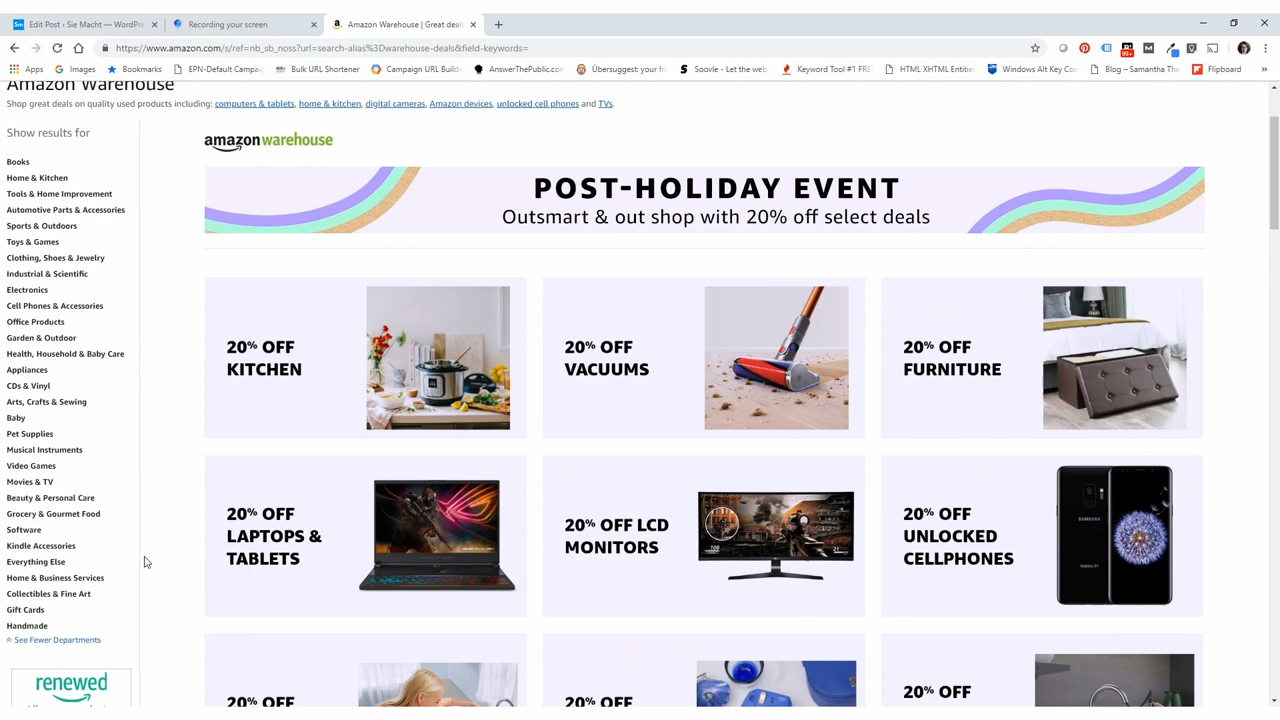 Edit Post ‹ Sie Macht — WordPr
Recording your screen
Amazon Warehouse | Great deal
https://www.amazon.com/s/ref=nb_sb_noss?url=search-alias%3Dwarehouse-deals&field-keywords=
99+
Apps
Images
Bookmarks
EPN-Default Campai
Bulk URL Shortener
Campaign URL Build
AnswerThePublic.com
Übersuggest: your fr
Soovle - Let the web
Keyword Tool #1 FRE
HTML XHTML Entitie
Windows Alt Key Co
Blog – Samantha The
Flipboard
Amazon Warehouse
Shop great deals on quality used products including: computers & tablets, home & kitchen, digital cameras, Amazon devices, unlocked cell phones and TVs.
Show results for
Books
Home & Kitchen
Tools & Home Improvement
Automotive Parts & Accessories
Sports & Outdoors
Toys & Games
Clothing, Shoes & Jewelry
Industrial & Scientific
Electronics
Cell Phones & Accessories
Office Products
Garden & Outdoor
Health, Household & Baby Care
Appliances
CDs & Vinyl
Arts, Crafts & Sewing
Baby
Pet Supplies
Musical Instruments
Video Games
Movies & TV
Beauty & Personal Care
Grocery & Gourmet Food
Software
Kindle Accessories
Everything Else
Home & Business Services
Collectibles & Fine Art
Gift Cards
Handmade
See Fewer Departments
renewed
amazonwarehouse
POST-HOLIDAY EVENT
Outsmart & out shop with 20% off select deals
20% OFF
KITCHEN
20% OFF
VACUUMS
20% OFF
FURNITURE
20% OFF
LAPTOPS &
TABLETS
20% OFF LCD
MONITORS
20% OFF
UNLOCKED
CELLPHONES
SAMSUNG
20% OFF
20% OFF
20% OFF